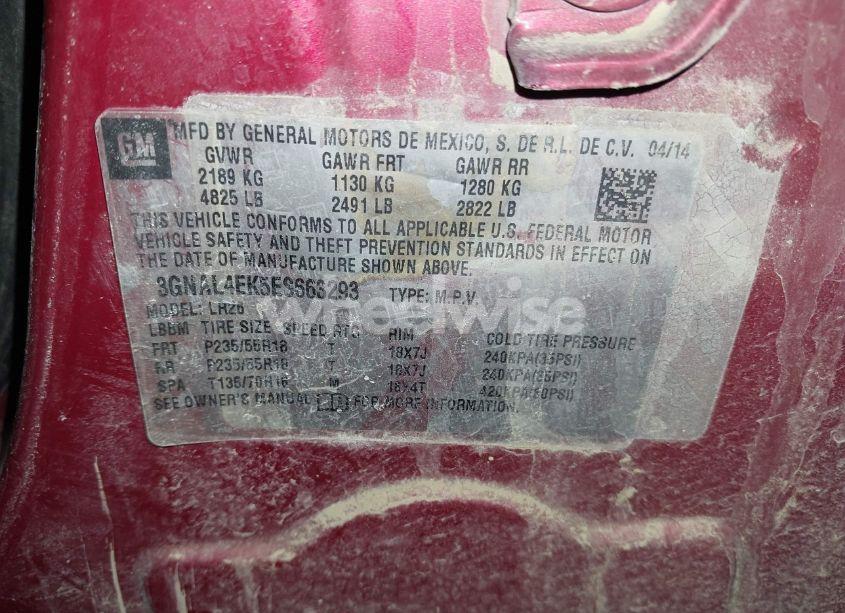 GM MFD BY GENERAL MOTORS DE MEXICO, S. DE R.L. DE C.V. 04/14
GVWR GAWR FRT GAWR RR
2189 KG 1130 KG 1280 KG
4825 LB 2491 LB 2822 LB
THIS VEHICLE CONFORMS TO ALL APPLICABLE U.S. FEDERAL MOTOR
VEHICLE SAFETY AND THEFT PREVENTION STANDARDS IN EFFECT ON
THE DATE OF MANUFACTURE SHOWN ABOVE.
TYPE: M.P.V.
wheelwise
MODEL: LR26
TIRE SIZE SPEED RTG RIM COLD TIRE PRESSURE
FRT P235/55R18 T 18X7J 240KPA(35PSI)
RR P235/55R18 T 18X7J 240KPA(35PSI)
SPA T135/70R16 M 16X4T 420KPA(60PSI)
SEE OWNER'S MANUAL FOR MORE INFORMATION.